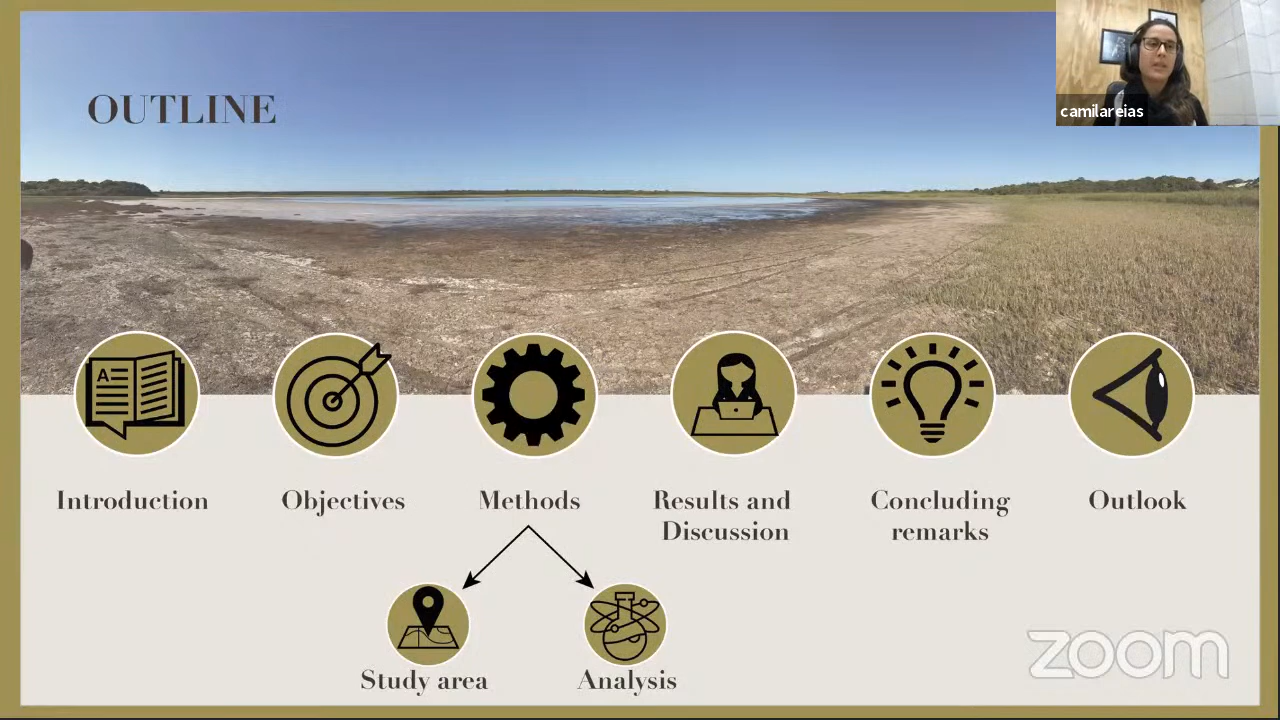 OUTLINE
camilareias
A
Introduction
Objectives
Methods
Results and
Discussion
Concluding
remarks
Outlook
Study area
Analysis
zoom